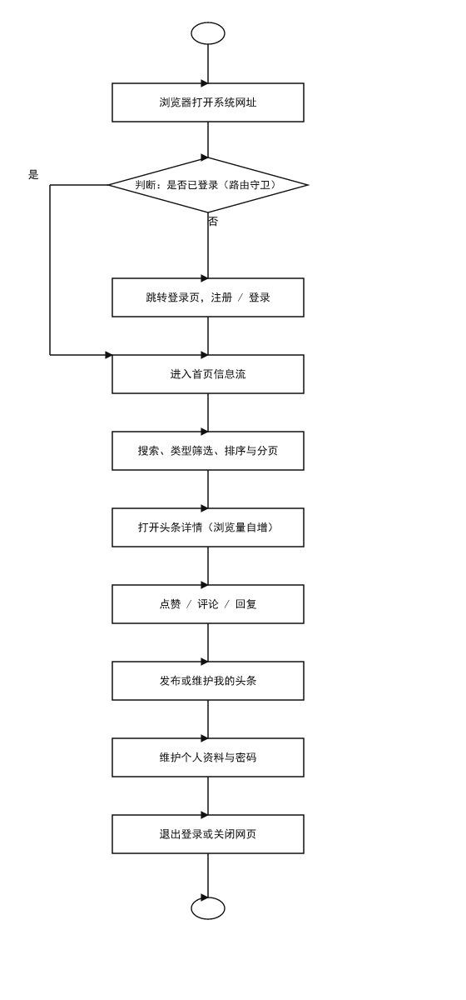 浏览器打开系统网址
是
判断：是否已登录（路由守卫）
否
跳转登录页，注册 / 登录
进入首页信息流
搜索、类型筛选、排序与分页
打开头条详情（浏览量自增）
点赞 / 评论 / 回复
发布或维护我的头条
维护个人资料与密码
退出登录或关闭网页